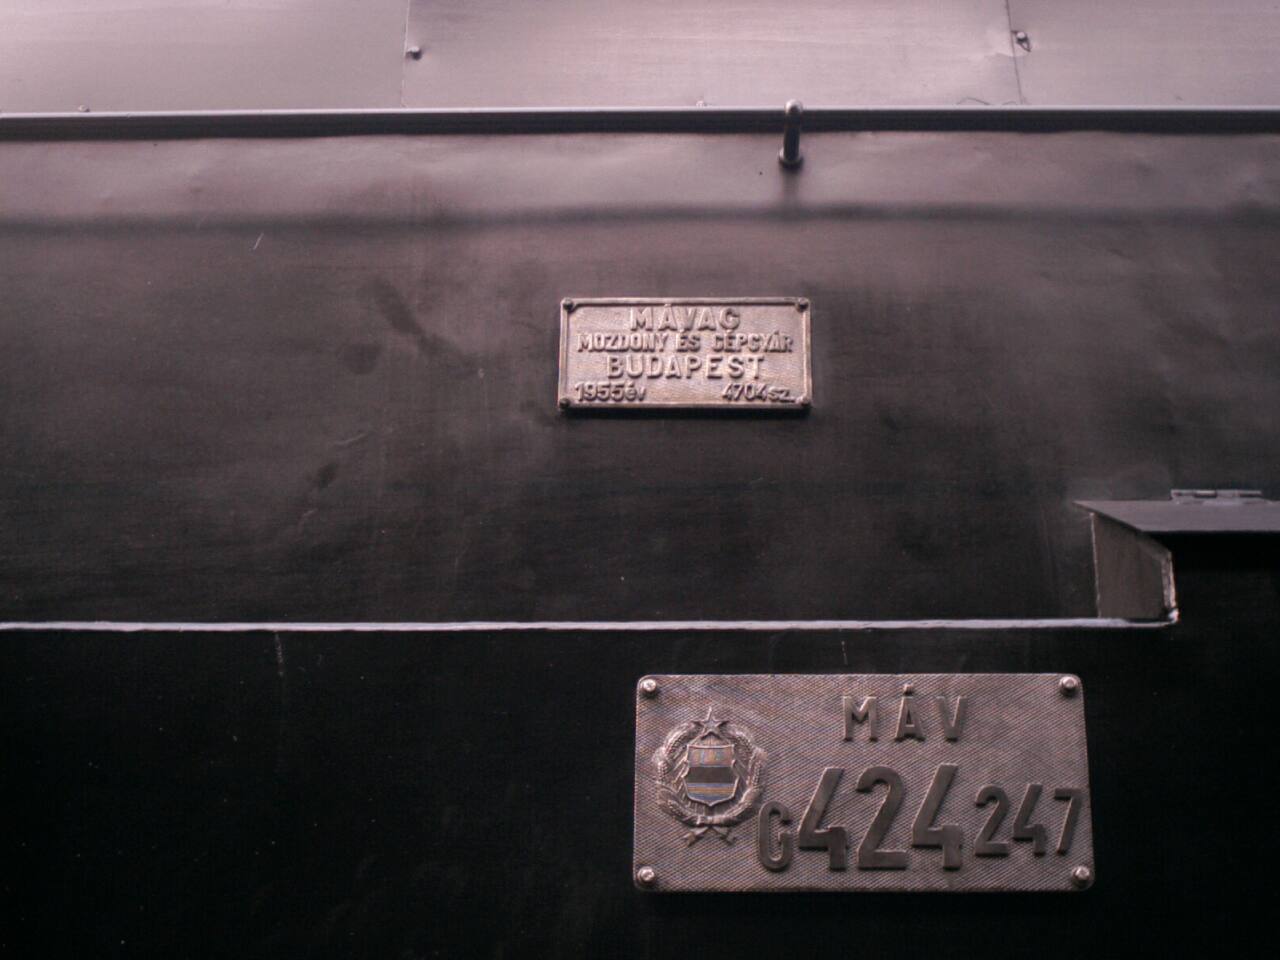 MÁVAG
MOZDONY ÉS GÉPGYÁR
BUDAPEST
1955év 4704sz.
MÁV
G424247